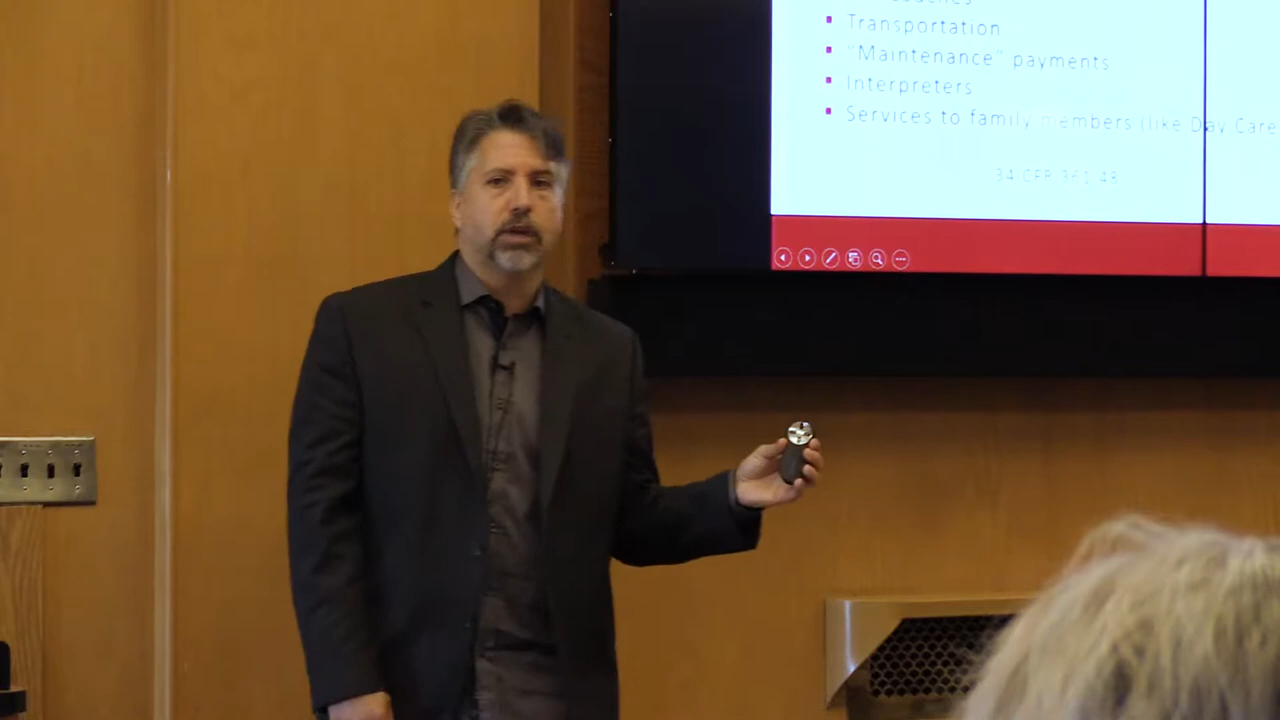 Transportation
"Maintenance" payments
Interpreters
Services to family members (like Day Care
34 CFR 361.48